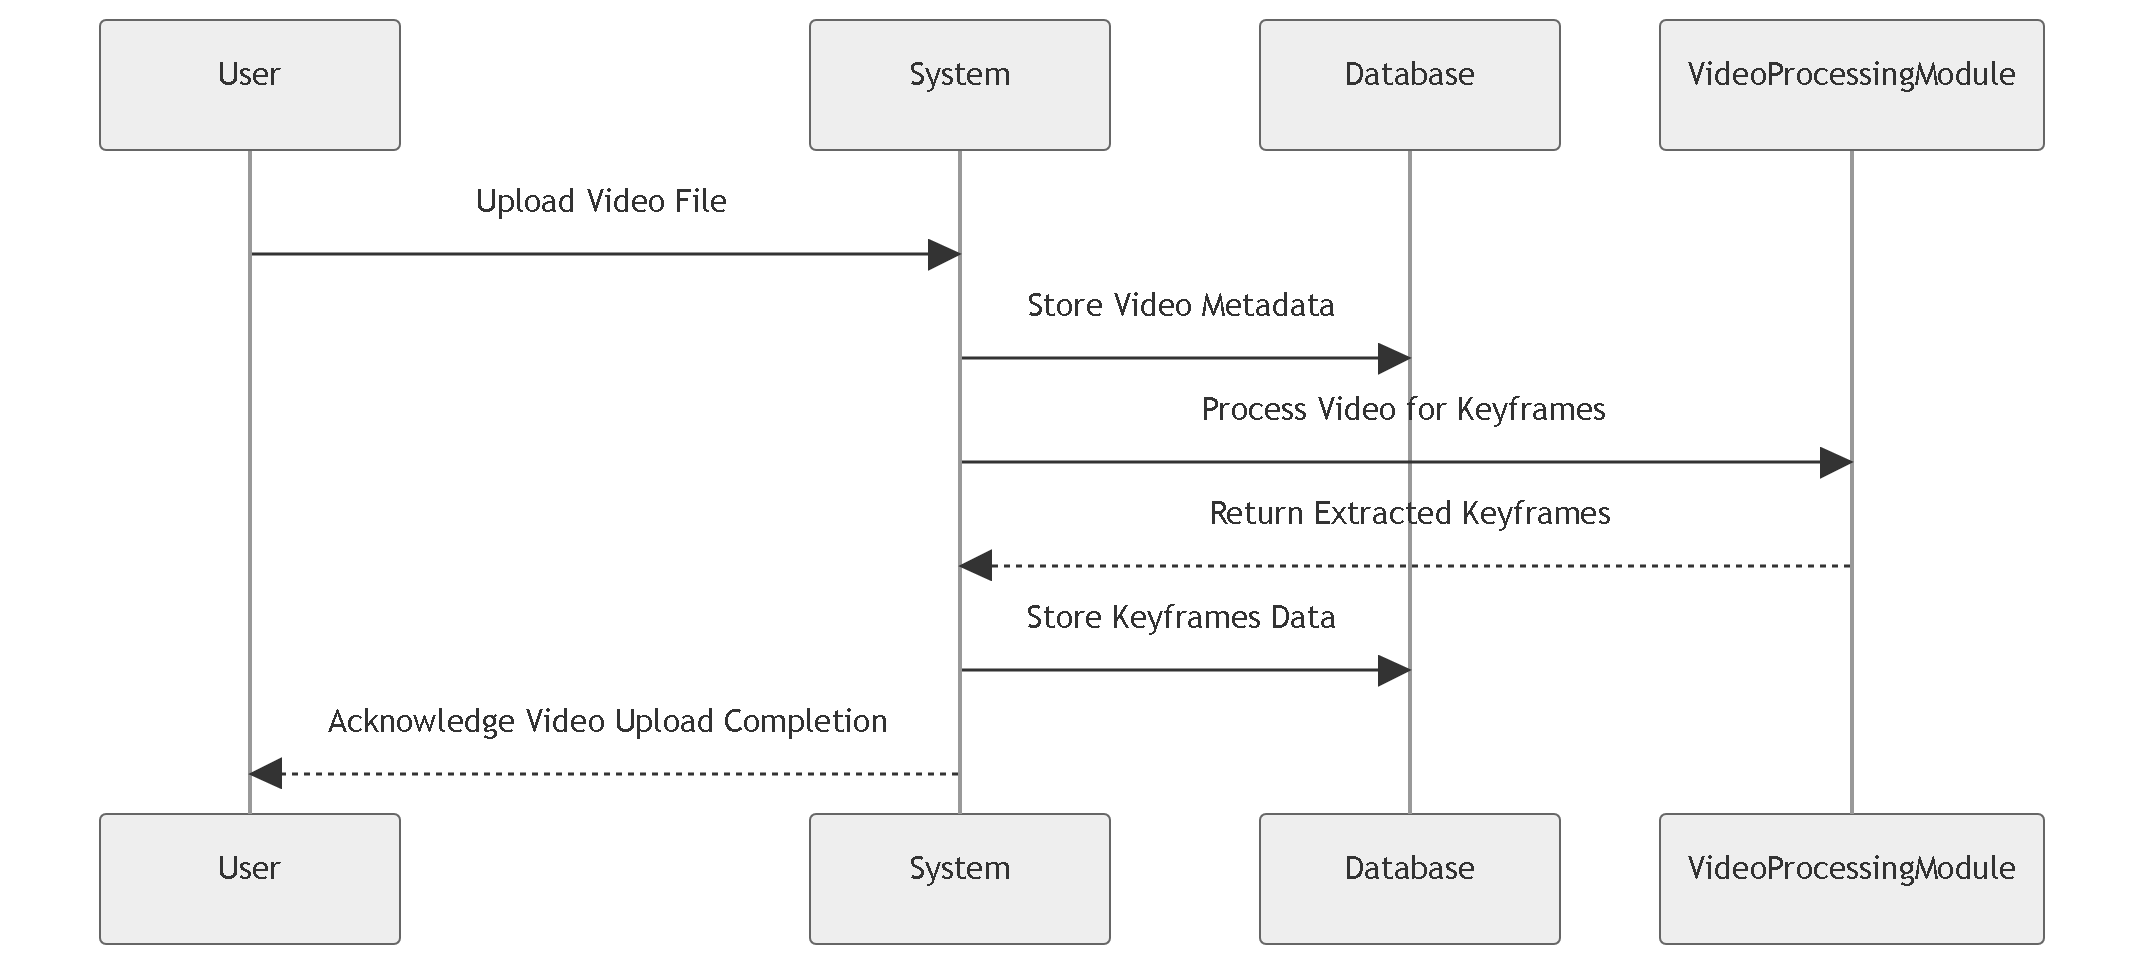 User
System
Database
VideoProcessingModule
Upload Video File
Store Video Metadata
Process Video for Keyframes
Return Extracted Keyframes
Store Keyframes Data
Acknowledge Video Upload Completion
User
System
Database
VideoProcessingModule